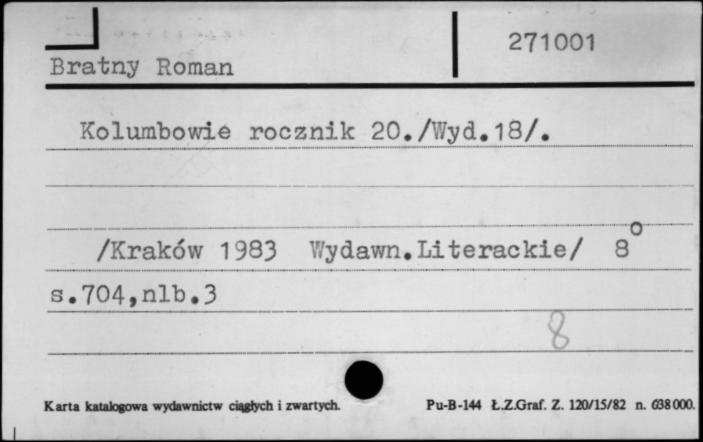 271001
Bratny Roman
Kolumbowie rocznik 20./Wyd.18/.
/Kraków 1983 Wydawn.Literackie/ 8°
s.704,nlb.3
8
Karta katalogowa wydawnictw ciągłych i zwartych. Pu-B-144 Ł.Z.Graf. Z. 120/15/82 n. 638000.